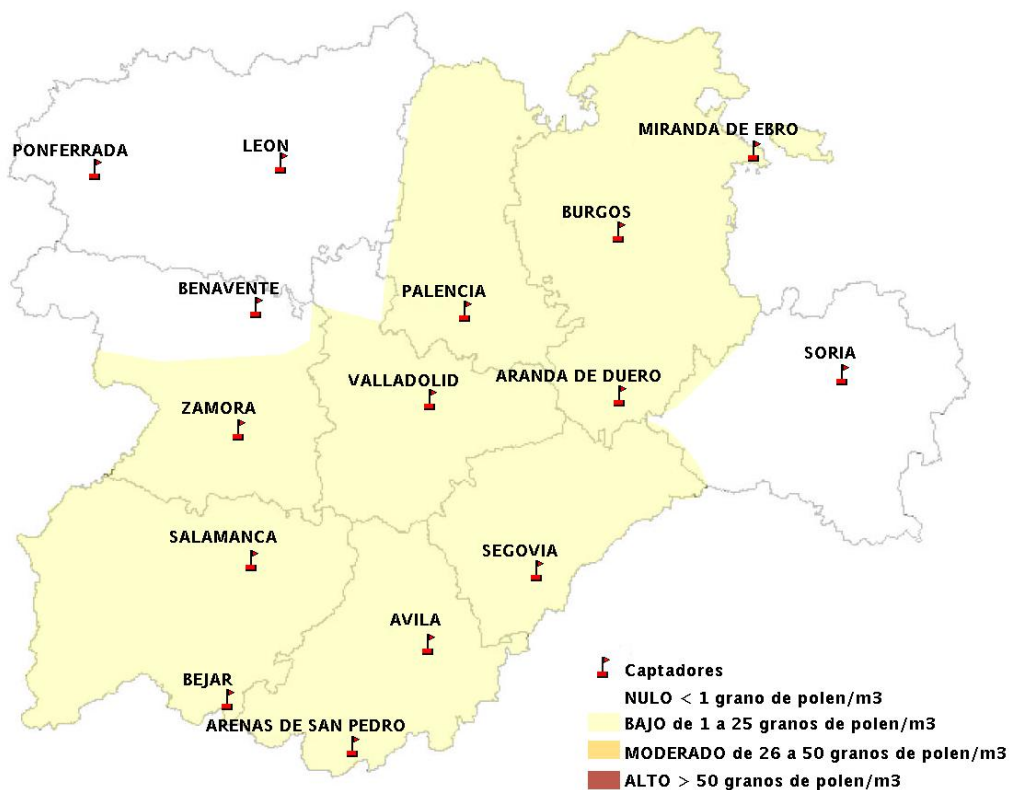 MIRANDA DE EBRO
PONFERRADA
LEON
BURGOS
BENAVENTE
PALENCIA
SORIA
VALLADOLID
ARANDA DE DUERO
ZAMORA
SALAMANCA
SEGOVIA
AVILA
BEJAR
ARENAS DE SAN PEDRO
Captadores
NULO < 1 grano de polen/m3
BAJO de 1 a 25 granos de polen/m3
MODERADO de 26 a 50 granos de polen/m3
ALTO > 50 granos de polen/m3